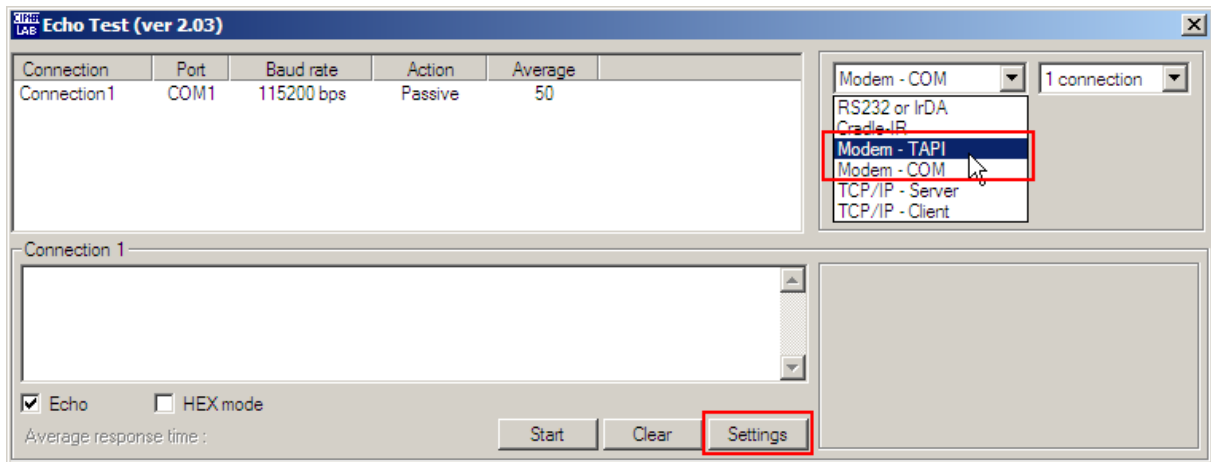 CIPHER LAB Echo Test (ver 2.03)
Connection Port Baud rate Action Average
Connection1 COM1 115200 bps Passive 50
Modem - COM 1 connection
RS232 or IrDA
Cradle-IR
Modem - TAPI
Modem - COM
TCP/IP - Server
TCP/IP - Client
Connection 1
Echo HEX mode
Average response time :
Start Clear Settings